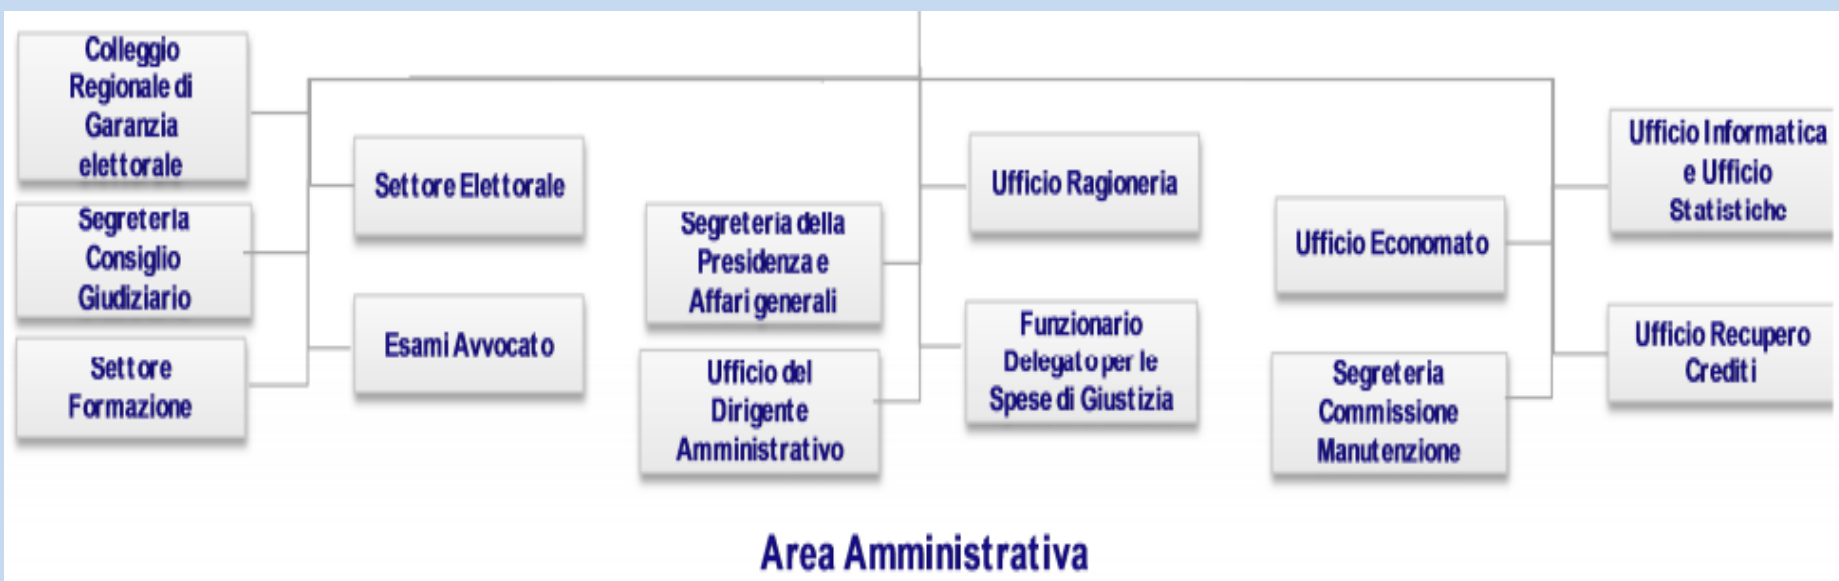 Colleggio
Regionale di
Garanzia
elettorale
Segreteria
Consiglio
Giudiziario
Settore
Formazione
Settore Elettorale
Esami Avvocato
Segreteria della
Presidenza e
Affari generali
Ufficio del
Dirigente
Amministrativo
Ufficio Ragioneria
Funzionario
Delegato per le
Spese di Giustizia
Ufficio Economato
Segreteria
Commissione
Manutenzione
Ufficio Informatica
e Ufficio
Statistiche
Ufficio Recupero
Crediti
Area Amministrativa